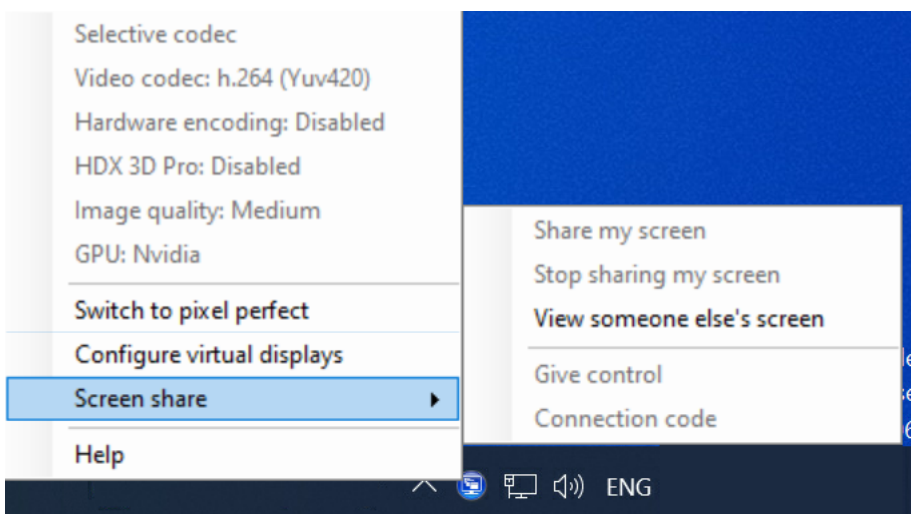 Selective codec
Video codec: h.264 (Yuv420)
Hardware encoding: Disabled
HDX 3D Pro: Disabled
Image quality: Medium
GPU: Nvidia
Switch to pixel perfect
Configure virtual displays
Screen share
Help
Share my screen
Stop sharing my screen
View someone else's screen
Give control
Connection code
ENG